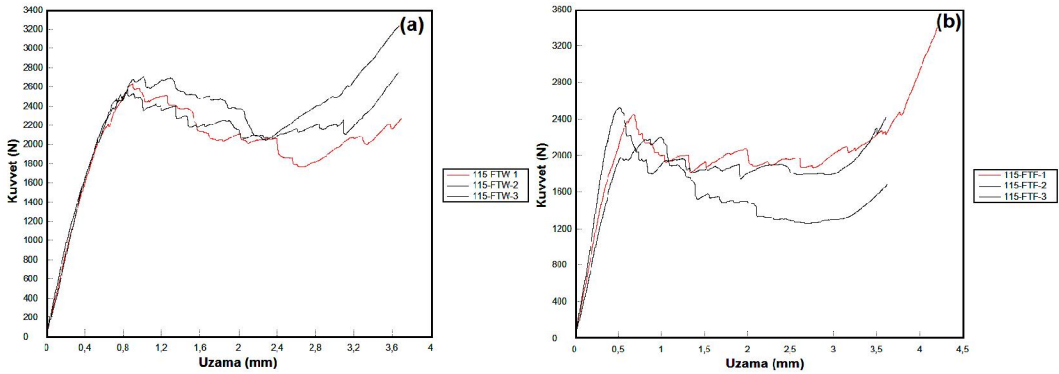 (a)
Kuvvet (N)
3400
3200
3000
2800
2600
2400
2200
2000
1800
1600
1400
1200
1000
800
600
400
200
0
0 0,4 0,8 1,2 1,6 2 2,4 2,8 3,2 3,6 4
Uzama (mm)
115 FTW 1
115-FTW-2
115-FTW-3
(b)
Kuvvet (N)
3600
3200
2800
2400
2000
1600
1200
800
400
0
0 0,5 1 1,5 2 2,5 3 3,5 4 4,5
Uzama (mm)
115-FTF-1
115-FTF-2
115-FTF-3